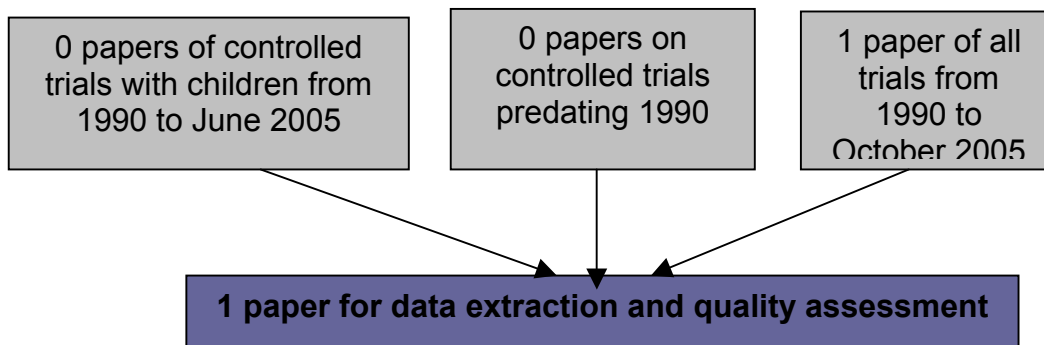 0 papers of controlled
trials with children from
1990 to June 2005
0 papers on
controlled trials
predating 1990
1 paper of all
trials from
1990 to
October 2005
1 paper for data extraction and quality assessment